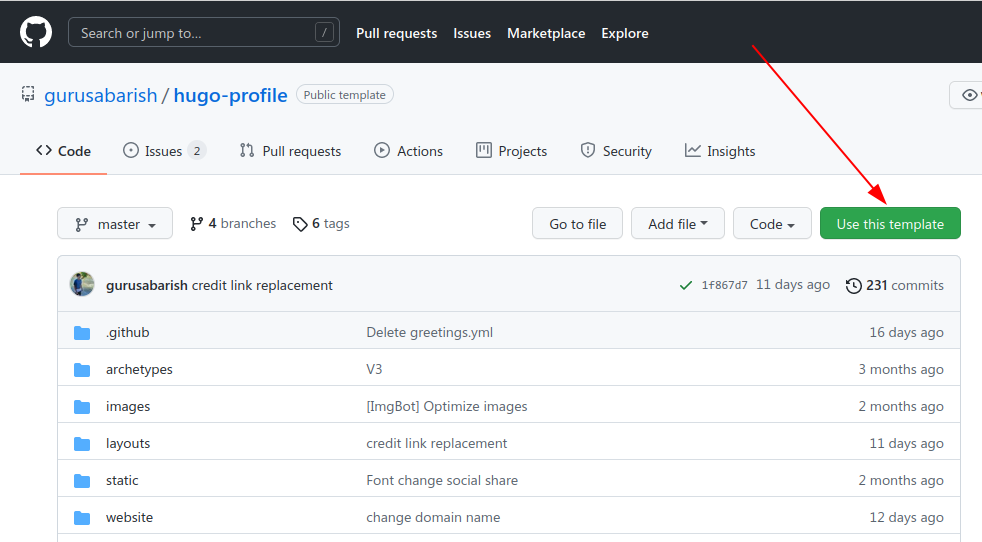 Search or jump to... / Pull requests Issues Marketplace Explore
gurusabarish / hugo-profile Public template
Code Issues 2 Pull requests Actions Projects Security Insights
master 4 branches 6 tags Go to file Add file Code Use this template
gurusabarish credit link replacement 1f867d7 11 days ago 231 commits
.github Delete greetings.yml 16 days ago
archetypes V3 3 months ago
images [ImgBot] Optimize images 2 months ago
layouts credit link replacement 11 days ago
static Font change social share 2 months ago
website change domain name 12 days ago